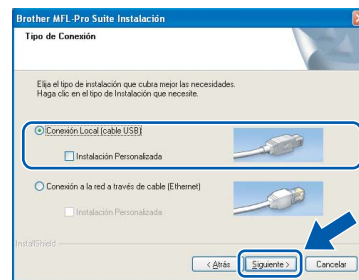 Brother MFL-Pro Suite Instalación
Tipo de Conexión
Elija el tipo de instalación que cubra mejor las necesidades.
Haga clic en el tipo de Instalación que necesite.
Conexión Local (cable USB)
Instalación Personalizada
Conexión a la red a través de cable (Ethernet)
Instalación Personalizada
InstallShield
< Atrás
Siguiente >
Cancelar